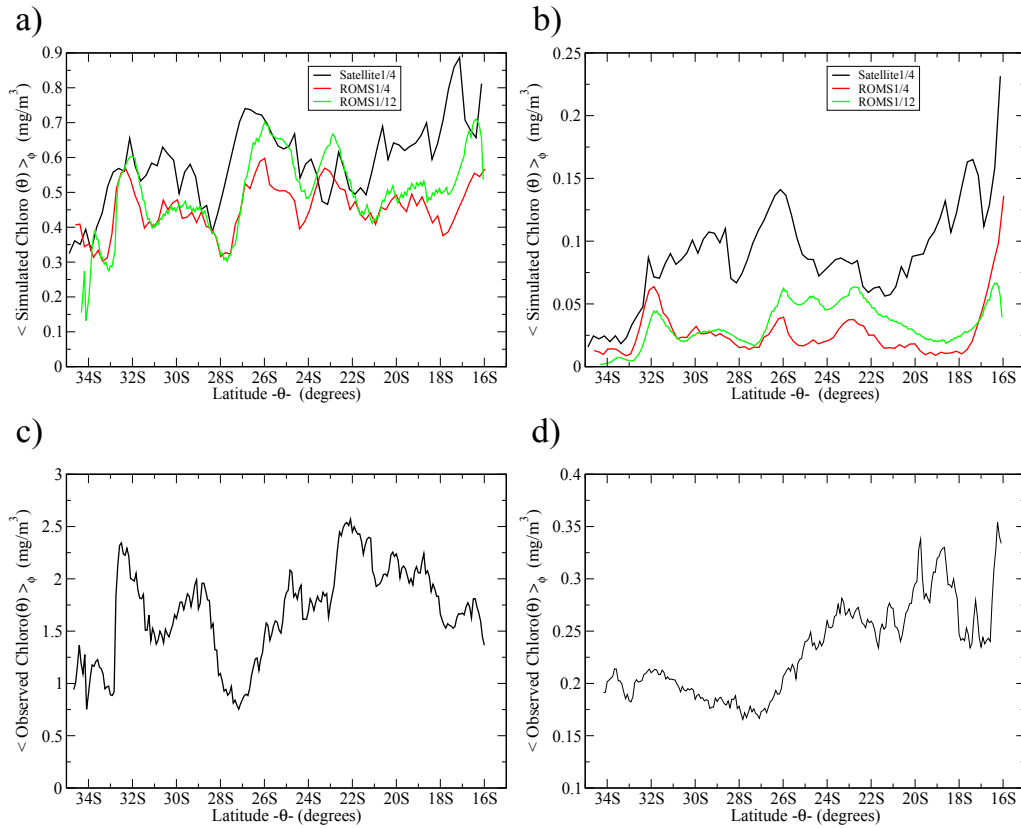 a)
< Simulated Chloro (θ) >ϕ (mg/m³)
0.9
0.8
0.7
0.6
0.5
0.4
0.3
0.2
0.1
0
Satellite1/4
ROMS1/4
ROMS1/12
34S 32S 30S 28S 26S 24S 22S 20S 18S 16S
Latitude -θ- (degrees)
b)
< Simulated Chloro (θ) >ϕ (mg/m³)
0.25
0.2
0.15
0.1
0.05
0
Satellite1/4
ROMS1/4
ROMS1/12
34S 32S 30S 28S 26S 24S 22S 20S 18S 16S
Latitude -θ- (degrees)
c)
< Observed Chloro(θ) >ϕ (mg/m³)
3
2.5
2
1.5
1
0.5
0
34S 32S 30S 28S 26S 24S 22S 20S 18S 16S
Latitude -θ- (degrees)
d)
< Observed Chloro(θ) >ϕ (mg/m³)
0.4
0.35
0.3
0.25
0.2
0.15
0.1
34S 32S 30S 28S 26S 24S 22S 20S 18S 16S
Latitude -θ- (degrees)